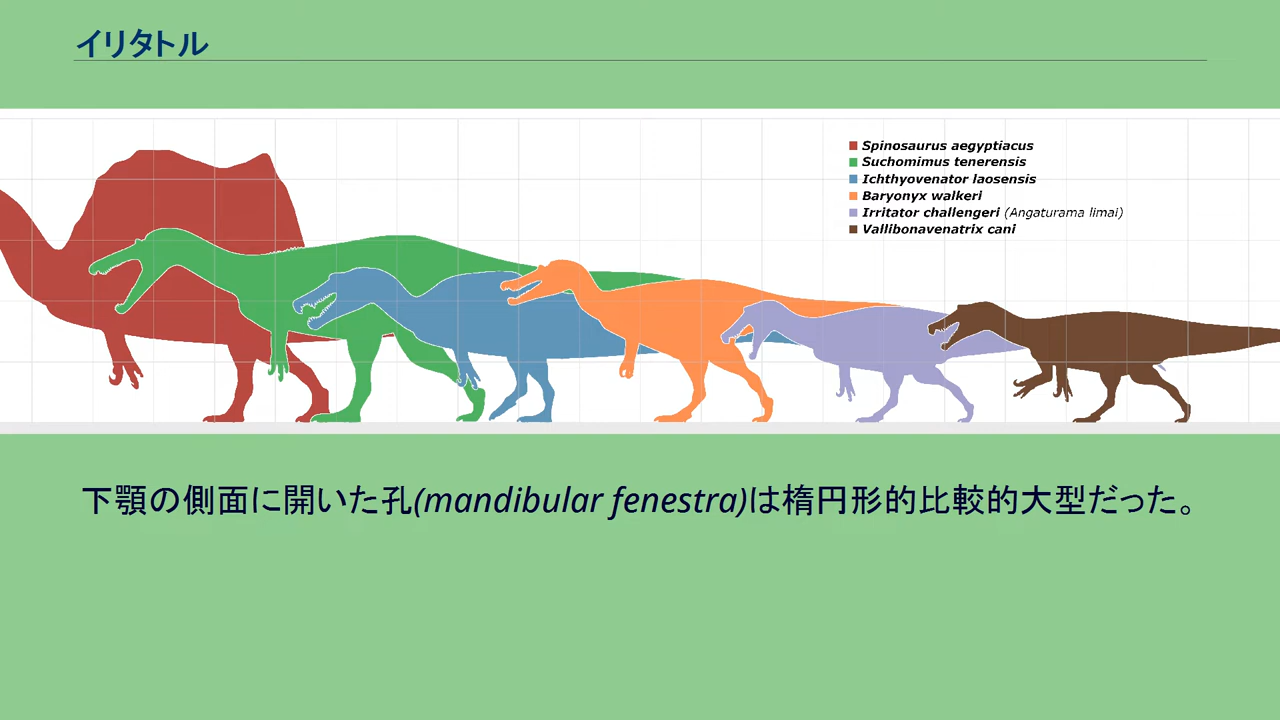 イリタトル
Spinosaurus aegyptiacus
Suchomimus tenerensis
Ichthyovenator laosensis
Baryonyx walkeri
Irritator challengeri (Angaturama limai)
Vallibonavenatrix cani
下顎の側面に開いた孔(mandibular fenestra)は楕円形的比較的大型だった。